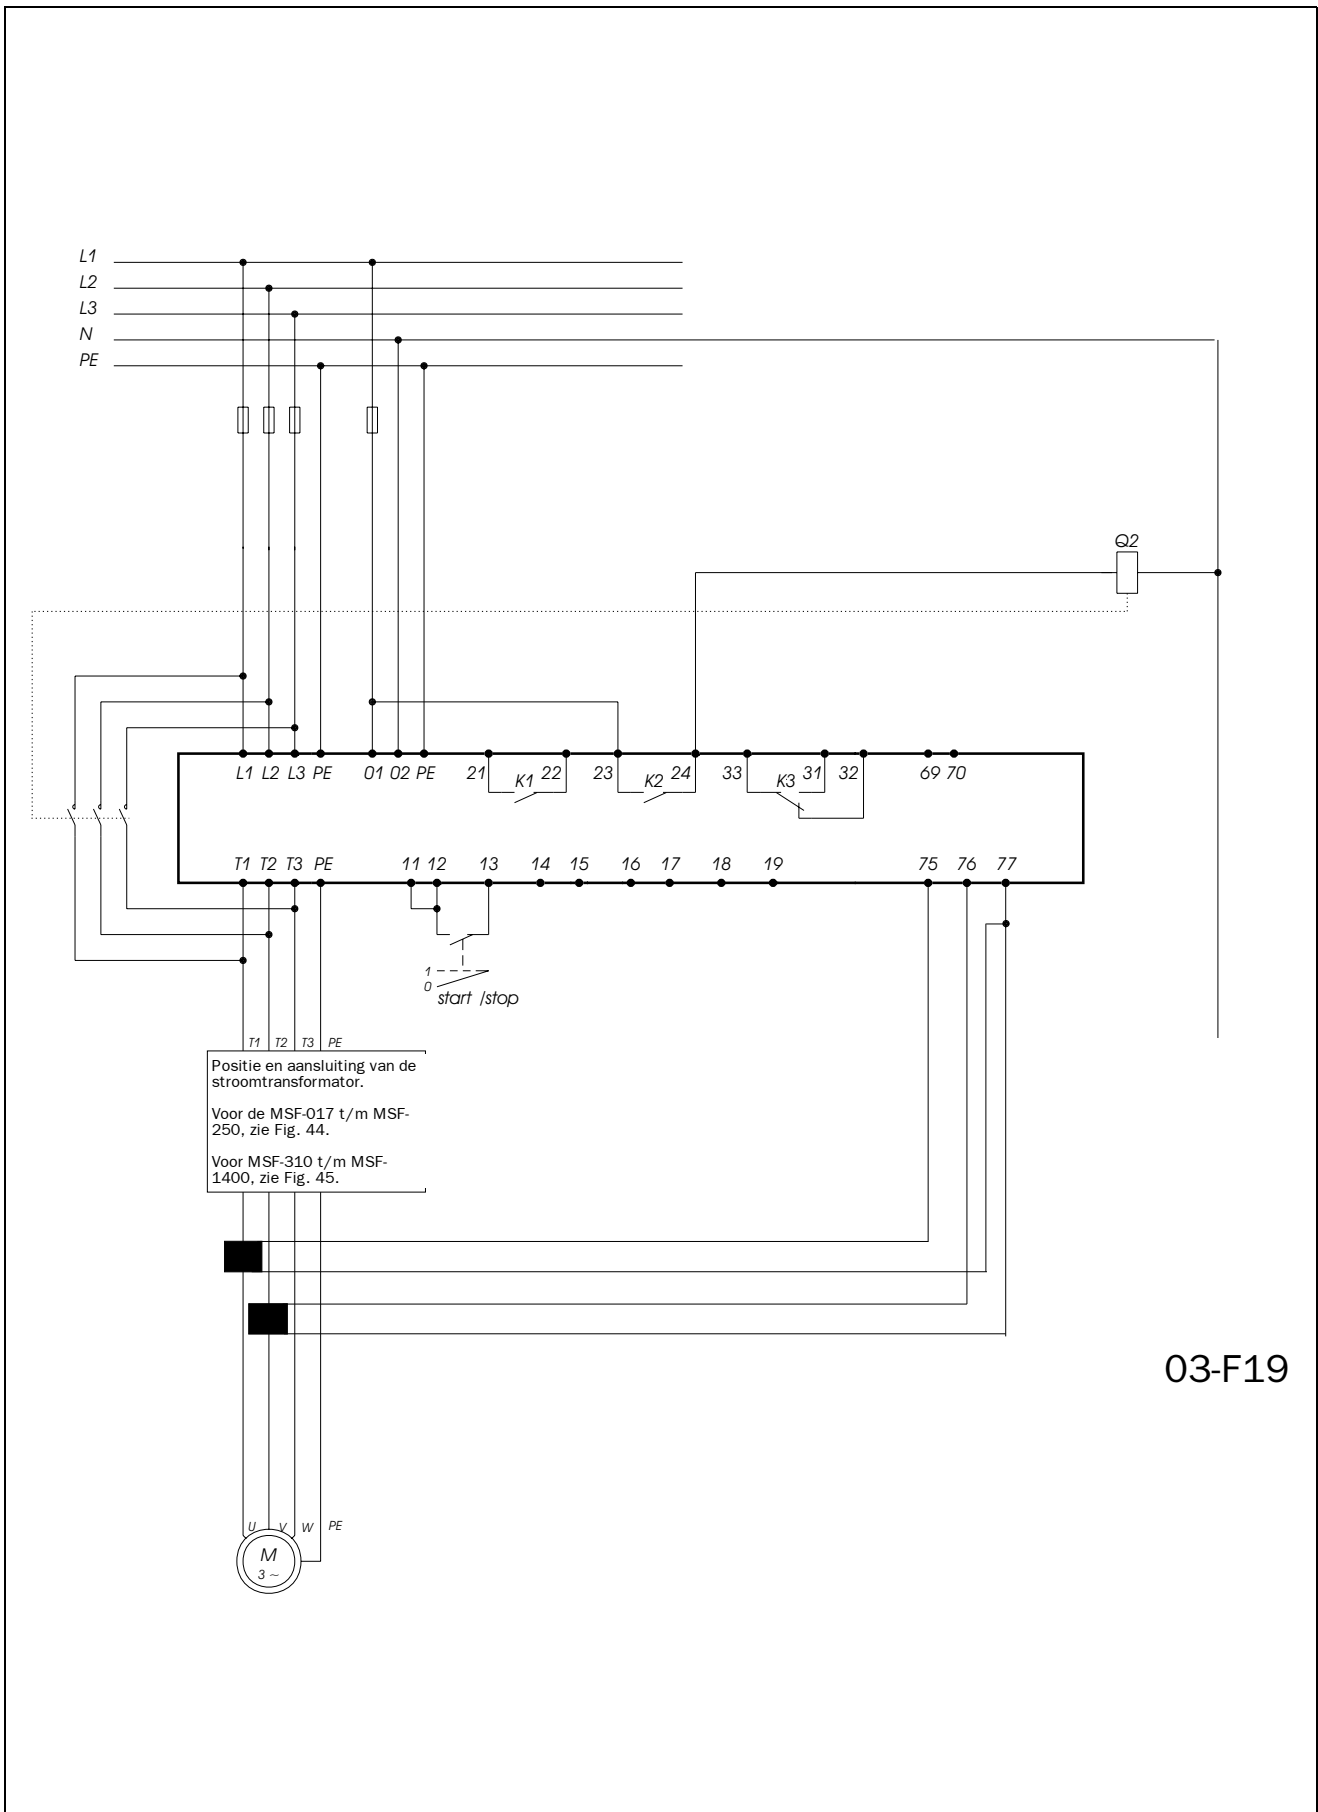 L1
L2
L3
N
PE
Q2
L1 L2 L3 PE 01 02 PE 21 K1 22 23 K2 24 33 K3 31 32 69 70
T1 T2 T3 PE 11 12 13 14 15 16 17 18 19 75 76 77
1
0
start /stop
T1 T2 T3 PE
Positie en aansluiting van de
stroomtransformator.
Voor de MSF-017 t/m MSF-
250, zie Fig. 44.
Voor MSF-310 t/m MSF-
1400, zie Fig. 45.
03-F19
U V W PE
M
3 ~